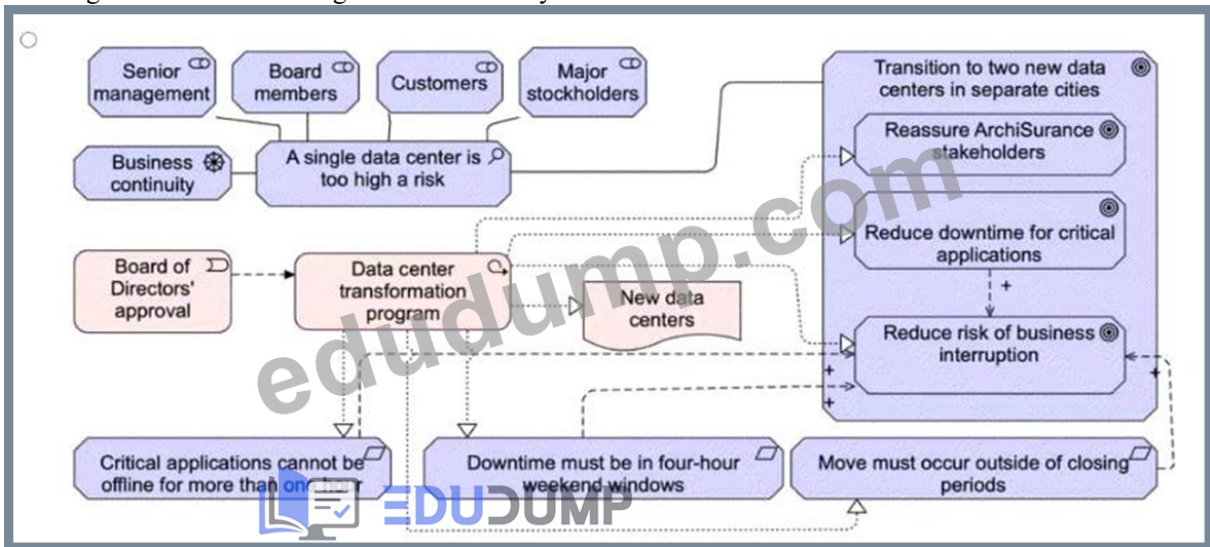 Senior
management
Board
members
Customers
Major
stockholders
Transition to two new data
centers in separate cities
Business
continuity
A single data center is
too high a risk
Reassure ArchiSurance
stakeholders
Reduce downtime for critical
applications
+
Board of
Directors'
approval
Data center
transformation
program
New data
centers
Reduce risk of business
interruption
+
+
+
Critical applications cannot be
offline for more than one hour
Downtime must be in four-hour
weekend windows
Move must occur outside of closing
periods
edudump.com
EDUDUMP